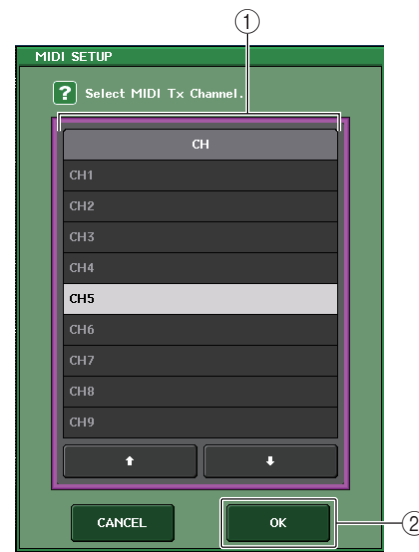 ①
MIDI SETUP
? Select MIDI Tx Channel.
CH
CH1
CH2
CH3
CH4
CH5
CH6
CH7
CH8
CH9
CANCEL OK ②